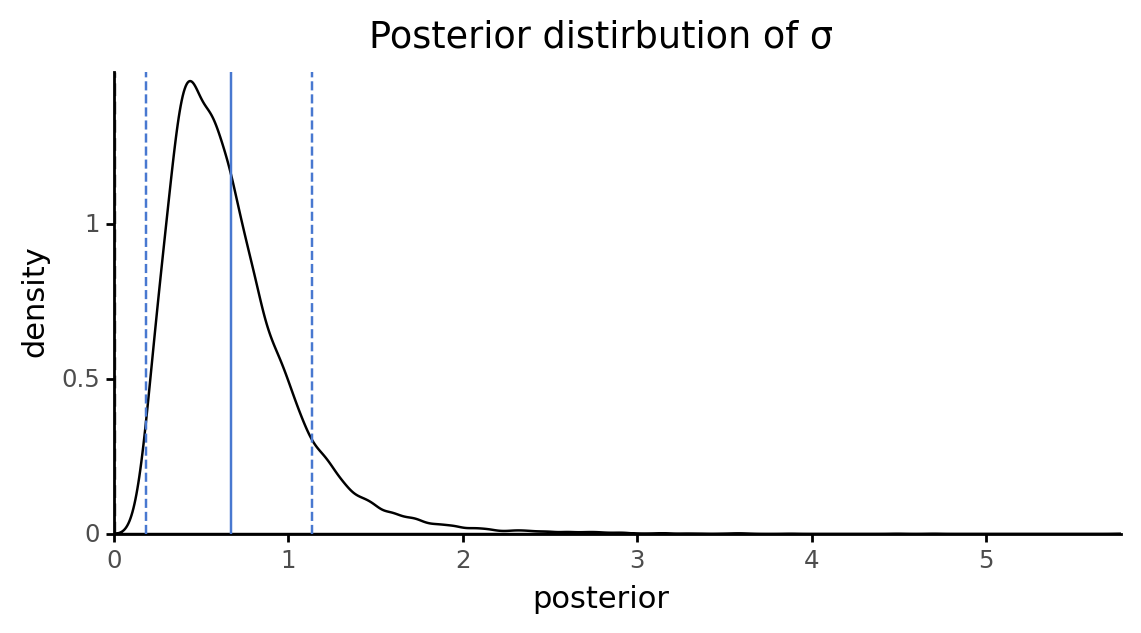 Posterior distirbution of σ
density
1
0.5
0
0 1 2 3 4 5
posterior